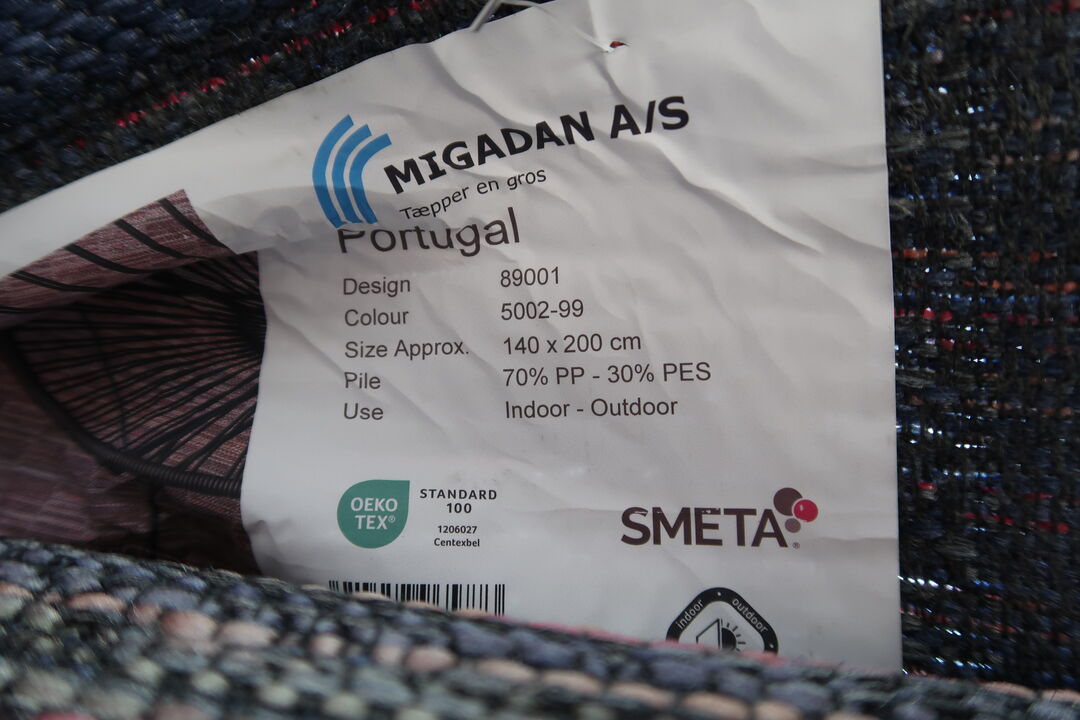 MIGADAN A/S
Tæpper en gros
Portugal
Design 89001
Colour 5002-99
Size Approx. 140 x 200 cm
Pile 70% PP - 30% PES
Use Indoor - Outdoor
OEKO
TEX®
STANDARD
100
1206027
Centexbel
SMETA®
indoor outdoor